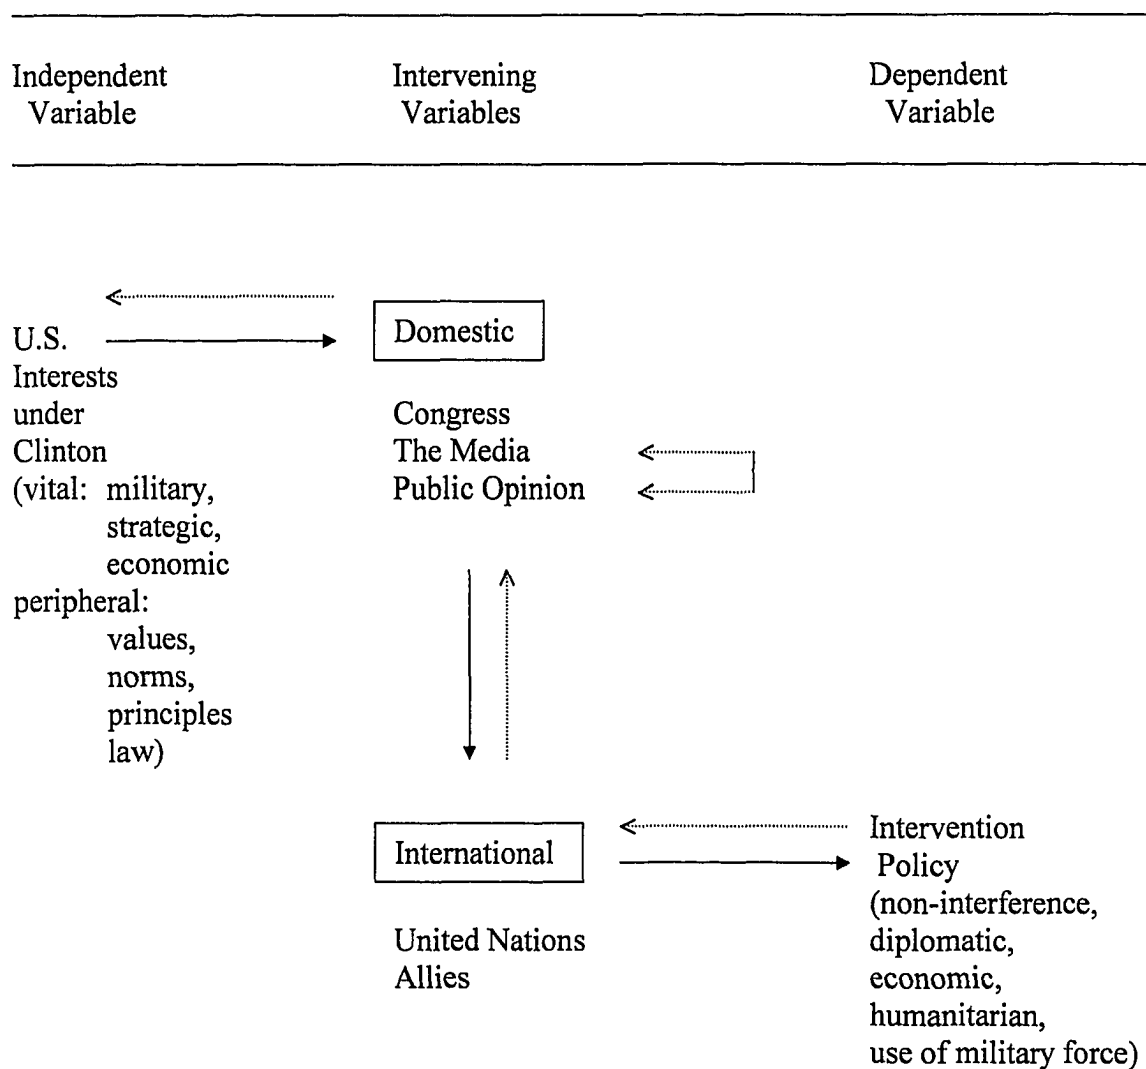 Independent Variable
Intervening Variables
Dependent Variable
U.S.
Interests
under
Clinton
(vital: military,
strategic,
economic
peripheral:
values,
norms,
principles
law)
Domestic
Congress
The Media
Public Opinion
International
United Nations
Allies
Intervention
Policy
(non-interference,
diplomatic,
economic,
humanitarian,
use of military force)